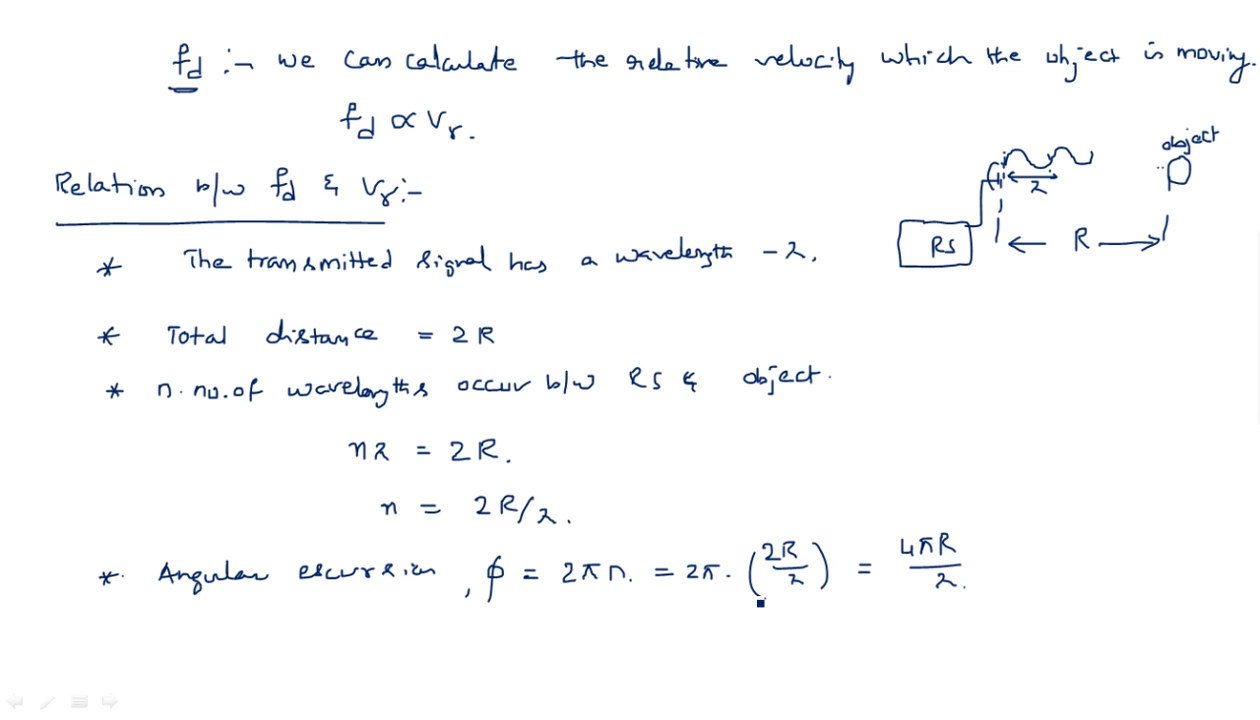 fd :- we can calculate the relative velocity which the object is moving.
fd ∝ Vr.
object
Relation b/w fd & Vr :-
λ
RS
R
* The transmitted signal has a wavelength - λ.
* Total distance = 2R
* n. no. of wavelengths occur b/w RS & object.
nλ = 2R.
n = 2R/λ.
* Angular escursion, φ = 2πn. = 2π. (2R/λ) = 4πR/λ.